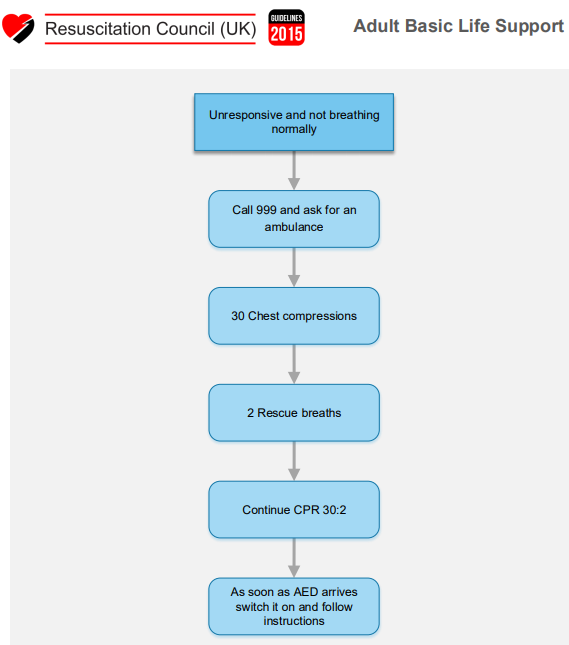 Resuscitation Council (UK)
GUIDELINES
2015
Adult Basic Life Support
Unresponsive and not breathing
normally
Call 999 and ask for an
ambulance
30 Chest compressions
2 Rescue breaths
Continue CPR 30:2
As soon as AED arrives
switch it on and follow
instructions